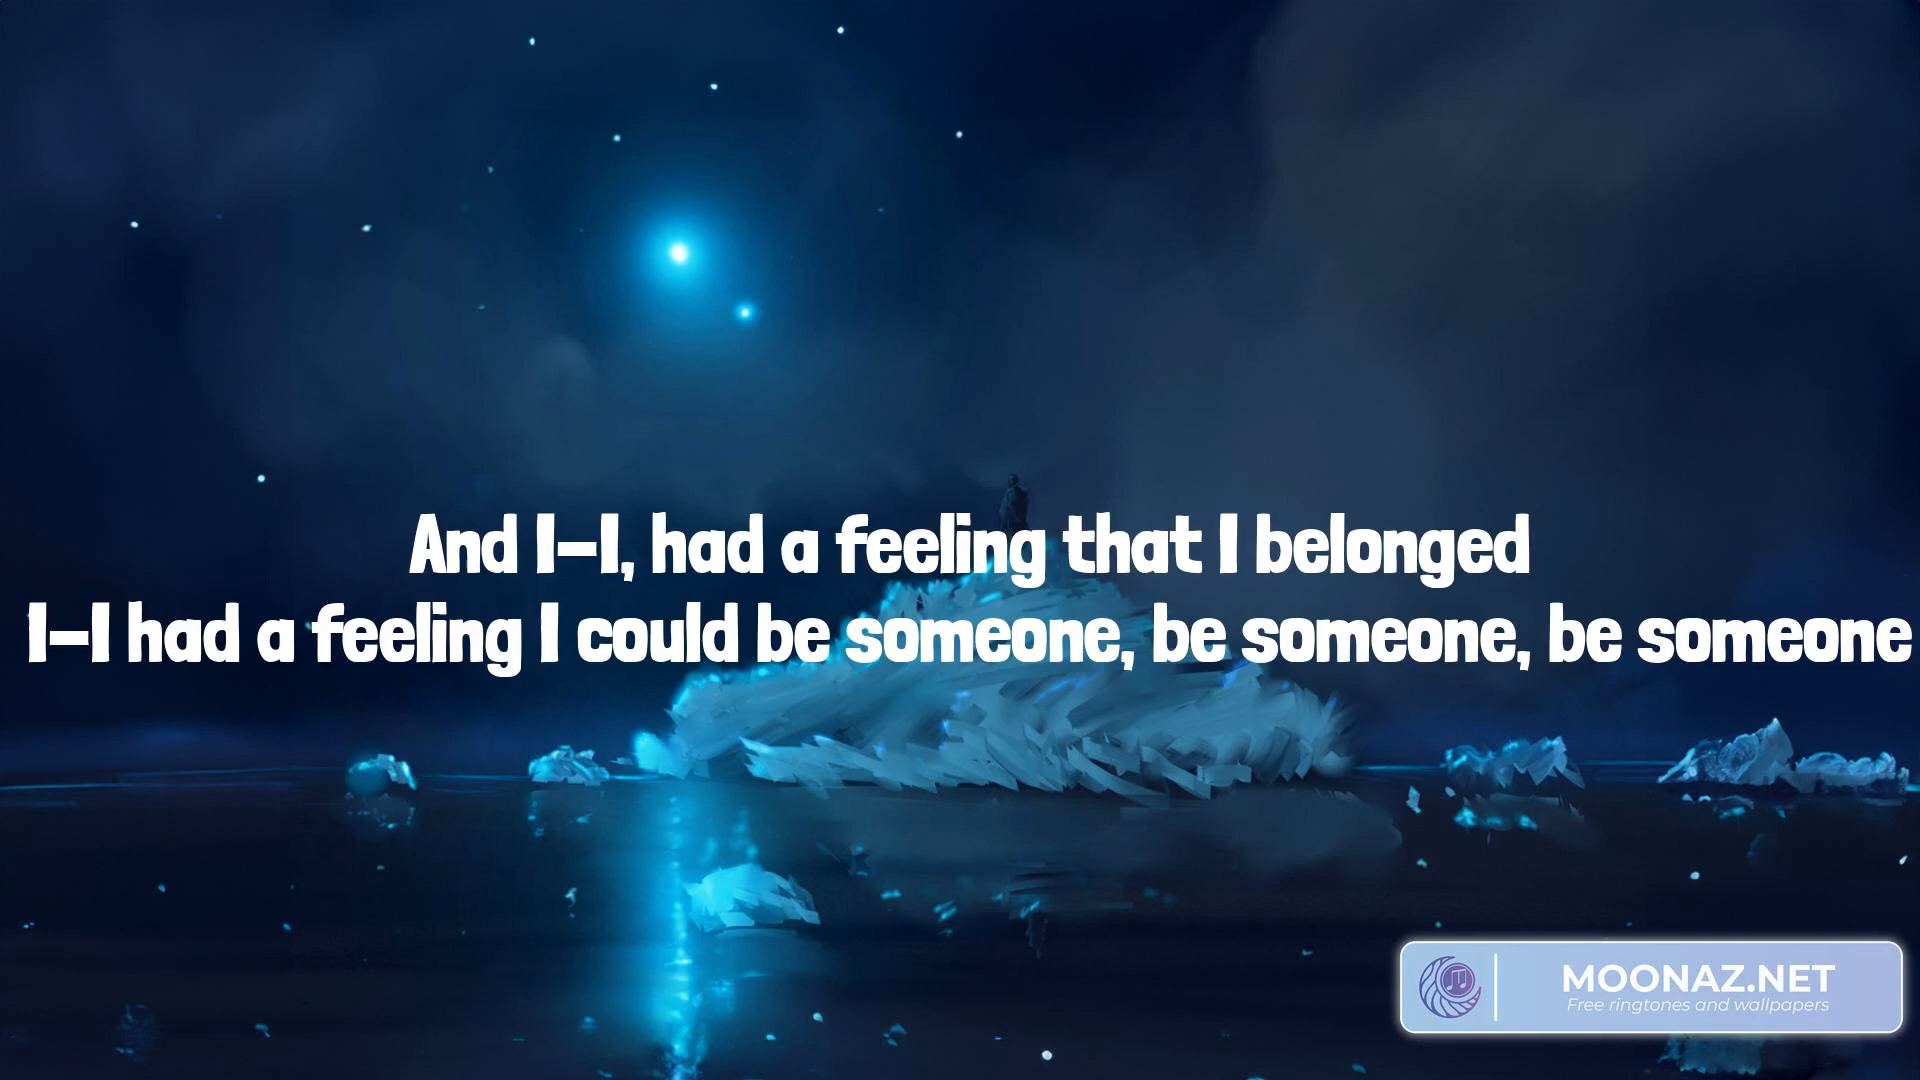 And I-I, had a feeling that I belonged
I-I had a feeling I could be someone, be someone, be someone
MOONAZ.NET
Free ringtones and wallpapers